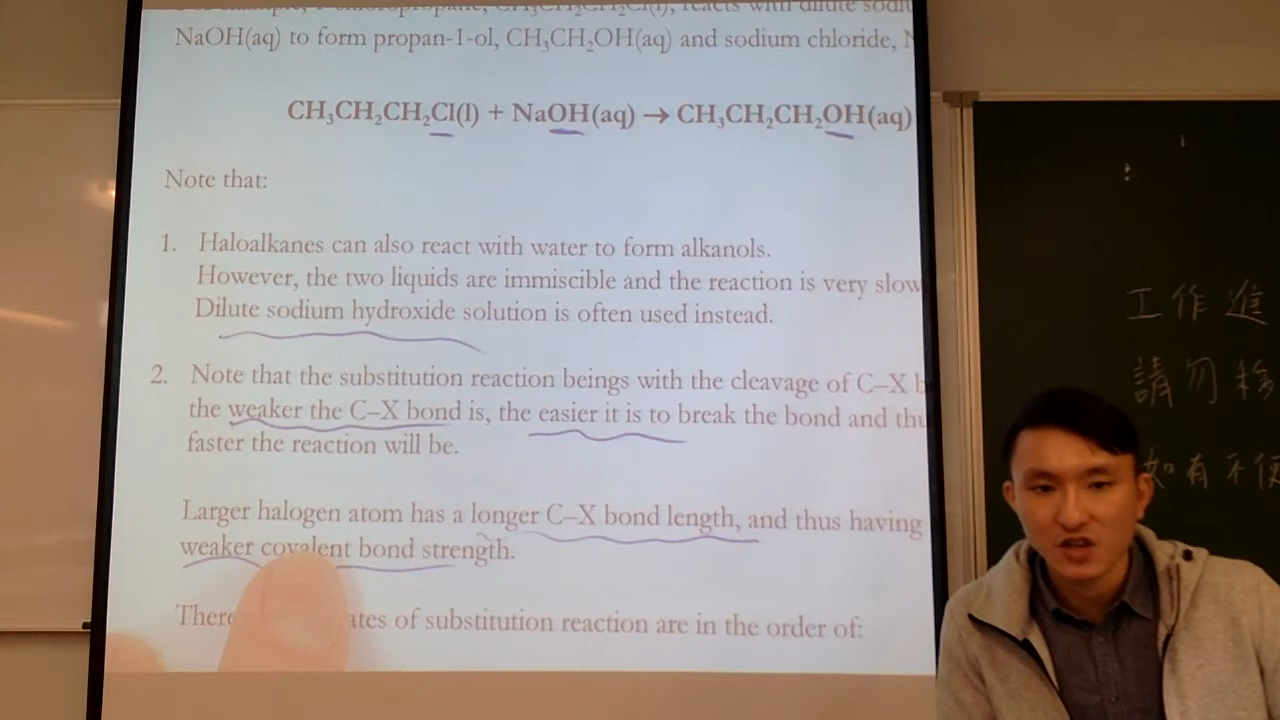 NaOH(aq) to form propan-1-ol, CH₃CH₂OH(aq) and sodium chloride,
CH₃CH₂CH₂Cl(l) + NaOH(aq) → CH₃CH₂CH₂OH(aq)
Note that:
1. Haloalkanes can also react with water to form alkanols.
However, the two liquids are immiscible and the reaction is very slow
Dilute sodium hydroxide solution is often used instead.
2. Note that the substitution reaction beings with the cleavage of C–X
the weaker the C–X bond is, the easier it is to break the bond and
faster the reaction will be.
Larger halogen atom has a longer C–X bond length, and thus having
weaker covalent bond strength.
of substitution reaction are in the order of:
工作進
請勿
如有不便